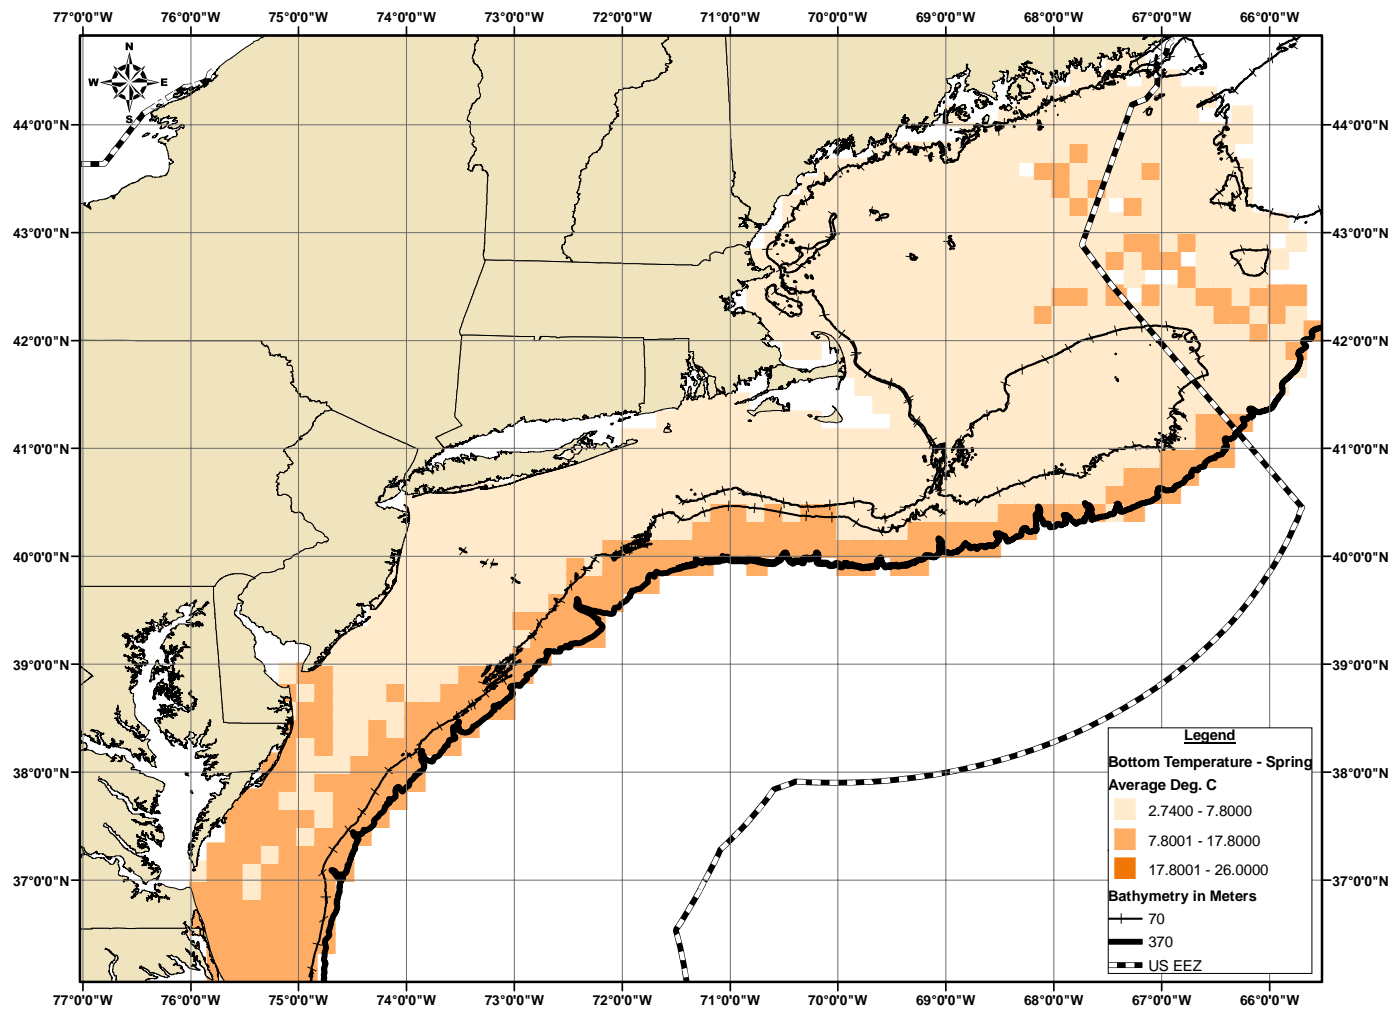 77°0'0"W 76°0'0"W 75°0'0"W 74°0'0"W 73°0'0"W 72°0'0"W 71°0'0"W 70°0'0"W 69°0'0"W 68°0'0"W 67°0'0"W 66°0'0"W
N
W E
S
44°0'0"N 44°0'0"N
43°0'0"N 43°0'0"N
42°0'0"N 42°0'0"N
41°0'0"N 41°0'0"N
40°0'0"N 40°0'0"N
39°0'0"N 39°0'0"N
38°0'0"N 38°0'0"N
37°0'0"N 37°0'0"N
Legend
Bottom Temperature - Spring
Average Deg. C
2.7400 - 7.8000
7.8001 - 17.8000
17.8001 - 26.0000
Bathymetry in Meters
70
370
US EEZ
77°0'0"W 76°0'0"W 75°0'0"W 74°0'0"W 73°0'0"W 72°0'0"W 71°0'0"W 70°0'0"W 69°0'0"W 68°0'0"W 67°0'0"W 66°0'0"W